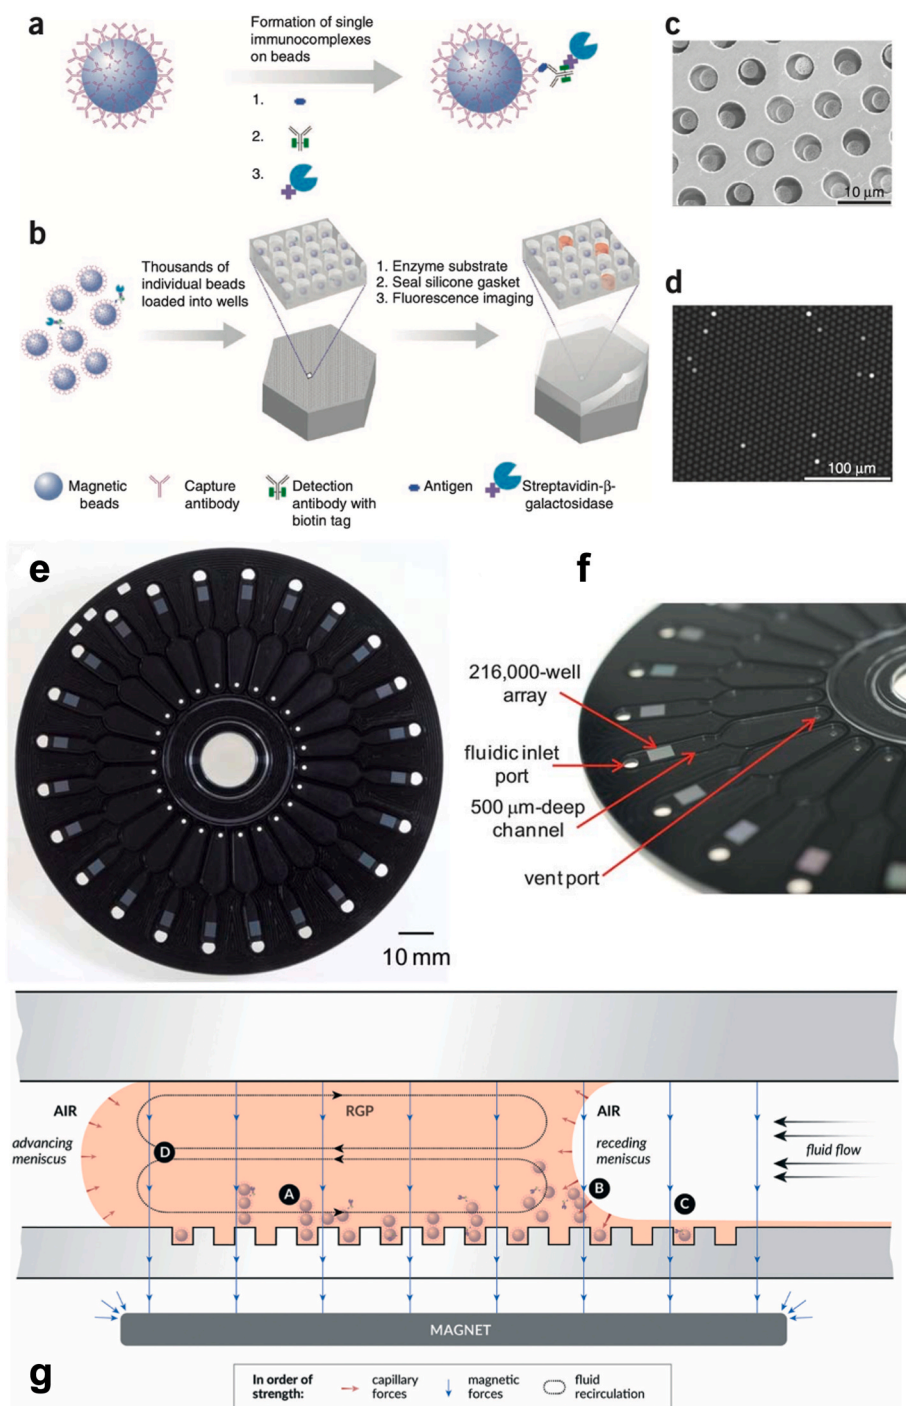 a
Formation of single
immunocomplexes
on beads
1.
2.
3.
c
10 μm
b
Thousands of
individual beads
loaded into wells
1. Enzyme substrate
2. Seal silicone gasket
3. Fluorescence imaging
d
100 μm
Magnetic
beads
Capture
antibody
Detection
antibody with
biotin tag
Antigen
Streptavidin-β-
galactosidase
e
10 mm
f
216,000-well
array
fluidic inlet
port
500 μm-deep
channel
vent port
AIR
advancing
meniscus
RGP
AIR
receding
meniscus
fluid flow
D
A
B
C
MAGNET
g
In order of
strength:
capillary
forces
magnetic
forces
fluid
recirculation